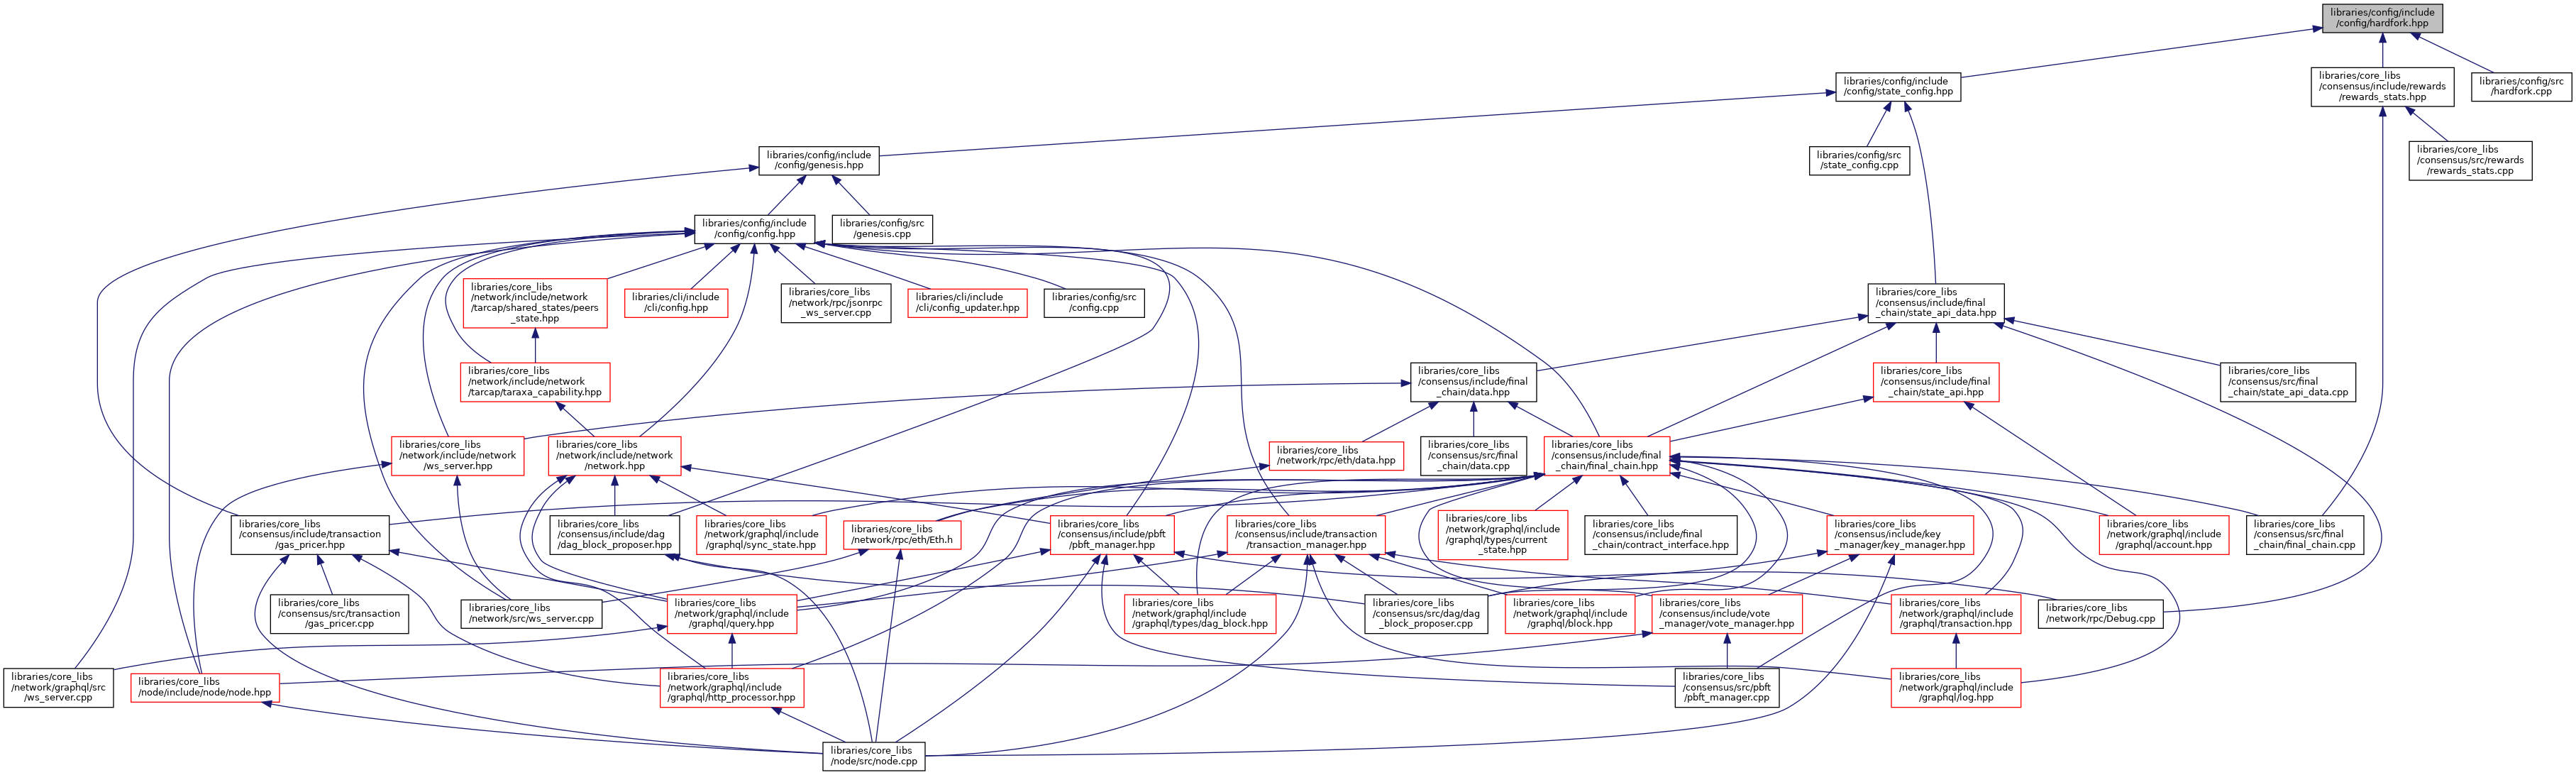 libraries/config/include
/config/hardfork.hpp
libraries/config/include
/config/state_config.hpp
libraries/core_libs
/consensus/include/rewards
/rewards_stats.hpp
libraries/config/src
/hardfork.cpp
libraries/config/include
/config/genesis.hpp
libraries/config/src
/state_config.cpp
libraries/core_libs
/consensus/src/rewards
/rewards_stats.cpp
libraries/config/include
/config/config.hpp
libraries/config/src
/genesis.cpp
libraries/core_libs
/network/include/network
/tarcap/shared_states/peers
_state.hpp
libraries/cli/include
/cli/config.hpp
libraries/core_libs
/network/rpc/jsonrpc
_ws_server.cpp
libraries/cli/include
/cli/config_updater.hpp
libraries/config/src
/config.cpp
libraries/core_libs
/consensus/include/final
_chain/state_api_data.hpp
libraries/core_libs
/network/include/network
/tarcap/taraxa_capability.hpp
libraries/core_libs
/consensus/include/final
_chain/data.hpp
libraries/core_libs
/consensus/include/final
_chain/state_api.hpp
libraries/core_libs
/consensus/src/final
_chain/state_api_data.cpp
libraries/core_libs
/network/include/network
/ws_server.hpp
libraries/core_libs
/network/include/network
/network.hpp
libraries/core_libs
/network/rpc/eth/data.hpp
libraries/core_libs
/consensus/src/final
_chain/data.cpp
libraries/core_libs
/consensus/include/final
_chain/final_chain.hpp
libraries/core_libs
/consensus/include/transaction
/gas_pricer.hpp
libraries/core_libs
/consensus/include/dag
/dag_block_proposer.hpp
libraries/core_libs
/network/graphql/include
/graphql/sync_state.hpp
libraries/core_libs
/network/rpc/eth/Eth.h
libraries/core_libs
/consensus/include/pbft
/pbft_manager.hpp
libraries/core_libs
/consensus/include/transaction
/transaction_manager.hpp
libraries/core_libs
/network/graphql/include
/graphql/types/current
_state.hpp
libraries/core_libs
/consensus/include/final
_chain/contract_interface.hpp
libraries/core_libs
/consensus/include/key
_manager/key_manager.hpp
libraries/core_libs
/network/graphql/include
/graphql/account.hpp
libraries/core_libs
/consensus/src/final
_chain/final_chain.cpp
libraries/core_libs
/consensus/src/transaction
/gas_pricer.cpp
libraries/core_libs
/network/src/ws_server.cpp
libraries/core_libs
/network/graphql/include
/graphql/query.hpp
libraries/core_libs
/network/graphql/include
/graphql/types/dag_block.hpp
libraries/core_libs
/consensus/src/dag/dag
_block_proposer.cpp
libraries/core_libs
/network/graphql/include
/graphql/block.hpp
libraries/core_libs
/consensus/include/vote
_manager/vote_manager.hpp
libraries/core_libs
/network/graphql/include
/graphql/transaction.hpp
libraries/core_libs
/network/rpc/Debug.cpp
libraries/core_libs
/network/graphql/src
/ws_server.cpp
libraries/core_libs
/node/include/node/node.hpp
libraries/core_libs
/network/graphql/include
/graphql/http_processor.hpp
libraries/core_libs
/consensus/src/pbft
/pbft_manager.cpp
libraries/core_libs
/network/graphql/include
/graphql/log.hpp
libraries/core_libs
/node/src/node.cpp